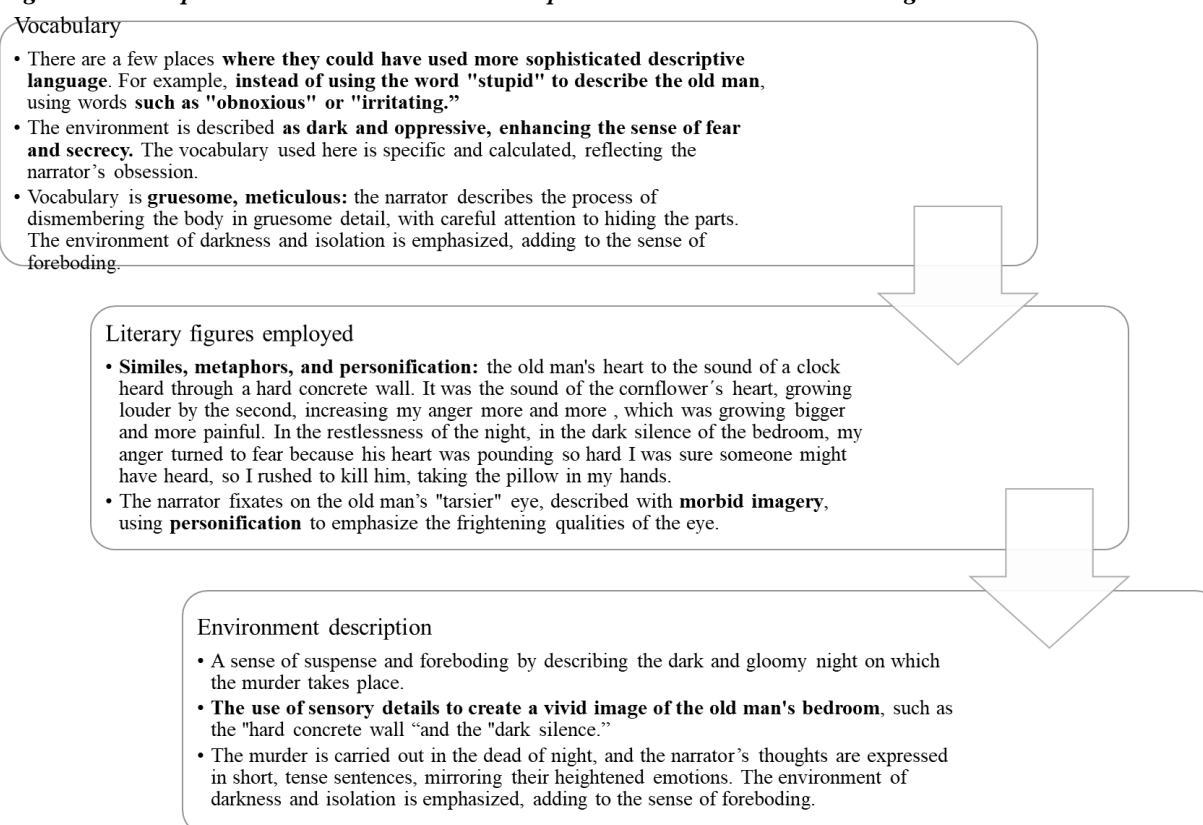 Vocabulary
• There are a few places where they could have used more sophisticated descriptive
language. For example, instead of using the word "stupid" to describe the old man,
using words such as "obnoxious" or "irritating.”
• The environment is described as dark and oppressive, enhancing the sense of fear
and secrecy. The vocabulary used here is specific and calculated, reflecting the
narrator’s obsession.
• Vocabulary is gruesome, meticulous: the narrator describes the process of
dismembering the body in gruesome detail, with careful attention to hiding the parts.
The environment of darkness and isolation is emphasized, adding to the sense of
foreboding.
Literary figures employed
• Similes, metaphors, and personification: the old man's heart to the sound of a clock
heard through a hard concrete wall. It was the sound of the cornflower´s heart, growing
louder by the second, increasing my anger more and more , which was growing bigger
and more painful. In the restlessness of the night, in the dark silence of the bedroom, my
anger turned to fear because his heart was pounding so hard I was sure someone might
have heard, so I rushed to kill him, taking the pillow in my hands.
• The narrator fixates on the old man’s "tarsier" eye, described with morbid imagery,
using personification to emphasize the frightening qualities of the eye.
Environment description
• A sense of suspense and foreboding by describing the dark and gloomy night on which
the murder takes place.
• The use of sensory details to create a vivid image of the old man's bedroom, such as
the "hard concrete wall “and the "dark silence.”
• The murder is carried out in the dead of night, and the narrator’s thoughts are expressed
in short, tense sentences, mirroring their heightened emotions. The environment of
darkness and isolation is emphasized, adding to the sense of foreboding.